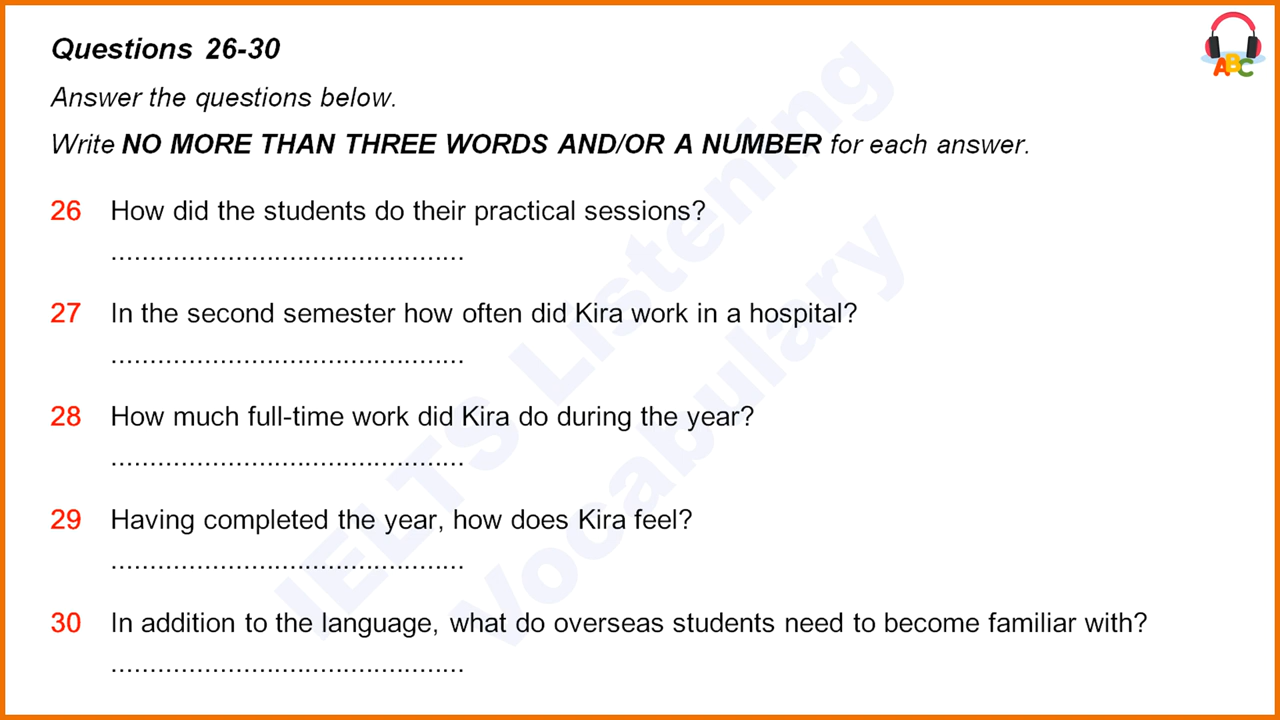 Questions 26-30
Answer the questions below.
Write NO MORE THAN THREE WORDS AND/OR A NUMBER for each answer.
26 How did the students do their practical sessions?
..............................................
27 In the second semester how often did Kira work in a hospital?
..............................................
28 How much full-time work did Kira do during the year?
..............................................
29 Having completed the year, how does Kira feel?
..............................................
30 In addition to the language, what do overseas students need to become familiar with?
..............................................
ABC
IELTS Listening
Vocabulary